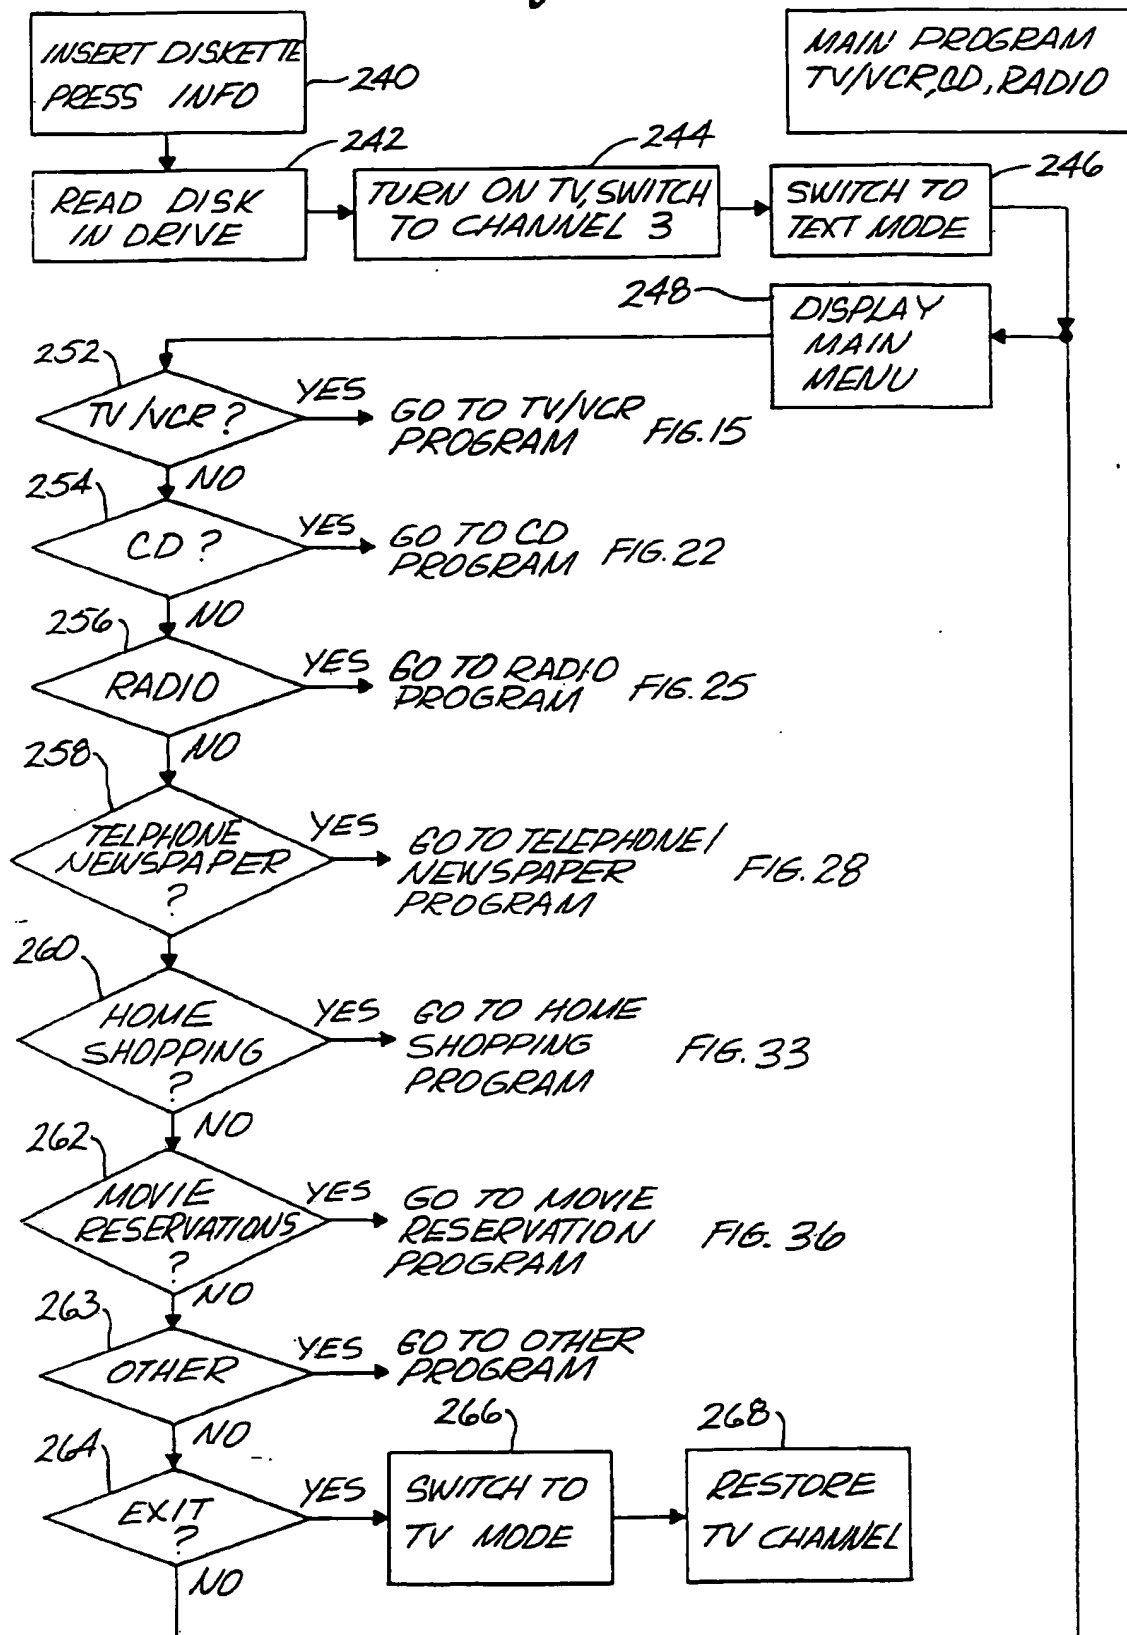 INSERT DISKETTE
PRESS INFO
240
MAIN PROGRAM
TV/VCR, CD, RADIO
242
READ DISK
IN DRIVE
244
TURN ON TV, SWITCH
TO CHANNEL 3
246
SWITCH TO
TEXT MODE
248
DISPLAY
MAIN
MENU
252
TV/VCR?
YES
GO TO TV/VCR
PROGRAM
FIG. 15
NO
254
CD?
YES
GO TO CD
PROGRAM
FIG. 22
NO
256
RADIO
YES
GO TO RADIO
PROGRAM
FIG. 25
NO
258
TELPHONE
NEWSPAPER
?
YES
GO TO TELEPHONE/
NEWSPAPER
PROGRAM
FIG. 28
260
HOME
SHOPPING
?
YES
GO TO HOME
SHOPPING
PROGRAM
FIG. 33
NO
262
MOVIE
RESERVATIONS
?
YES
GO TO MOVIE
RESERVATION
PROGRAM
FIG. 36
NO
263
OTHER
YES
GO TO OTHER
PROGRAM
NO
264
EXIT
?
YES
266
SWITCH TO
TV MODE
268
RESTORE
TV CHANNEL
NO